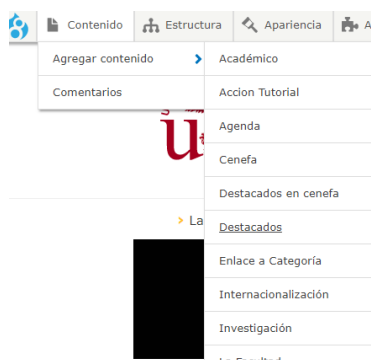 Contenido Estructura Apariencia A
Agregar contenido Académico
Comentarios Accion Tutorial
Agenda
Cenefa
Destacados en cenefa
La
Destacados
Enlace a Categoría
Internacionalización
Investigación